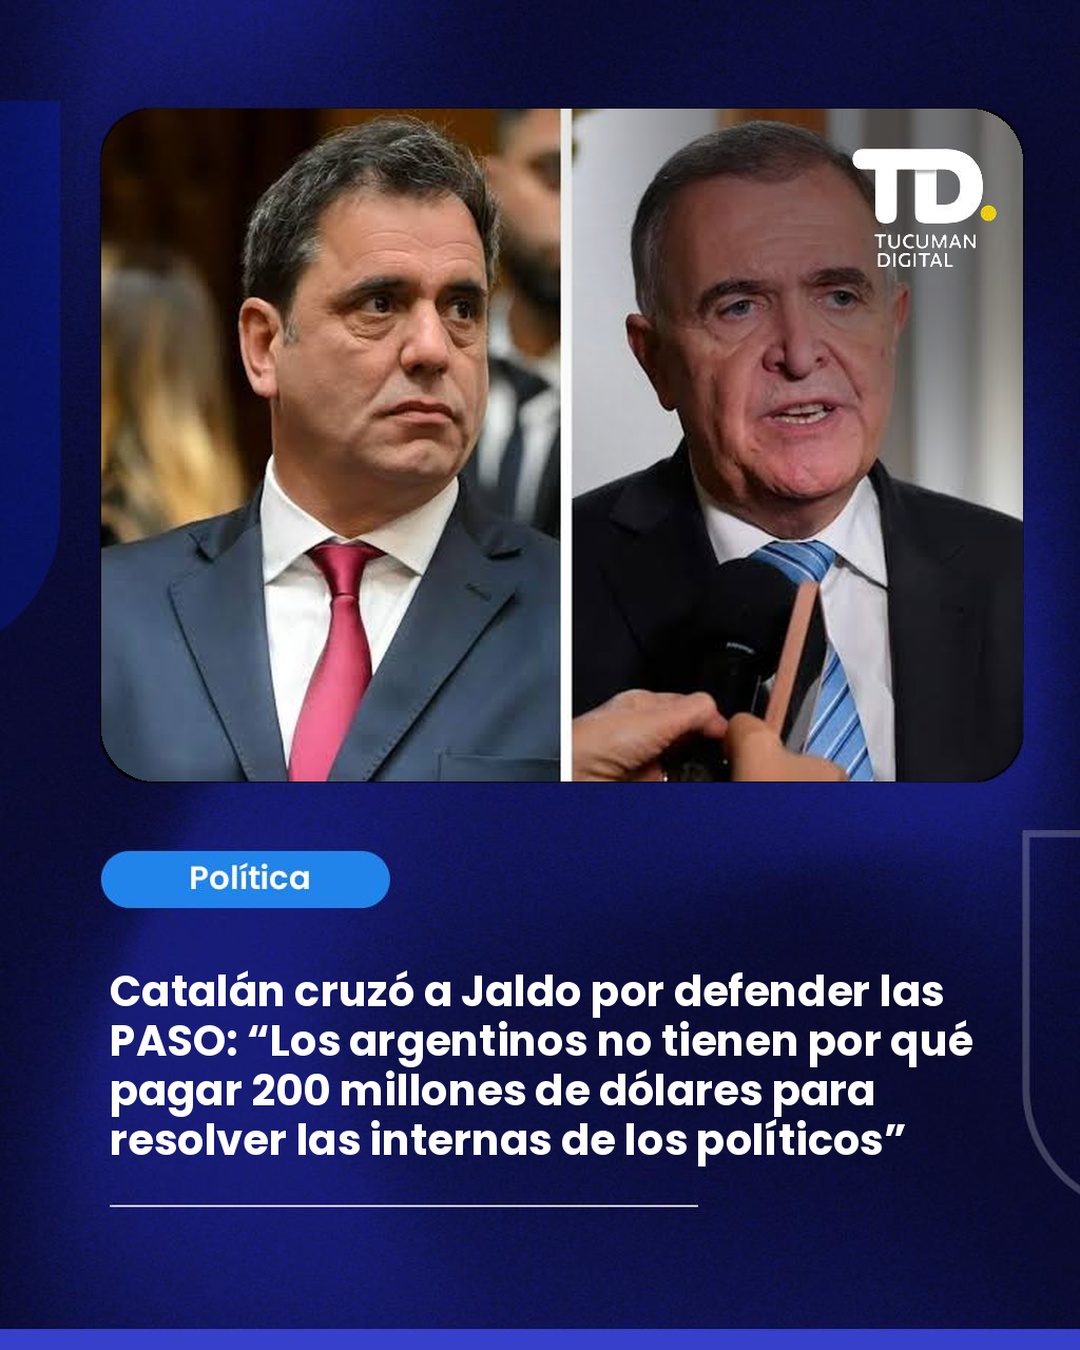 TD.
TUCUMAN
DIGITAL
Política
Catalán cruzó a Jaldo por defender las
PASO: “Los argentinos no tienen por qué
pagar 200 millones de dólares para
resolver las internas de los políticos”